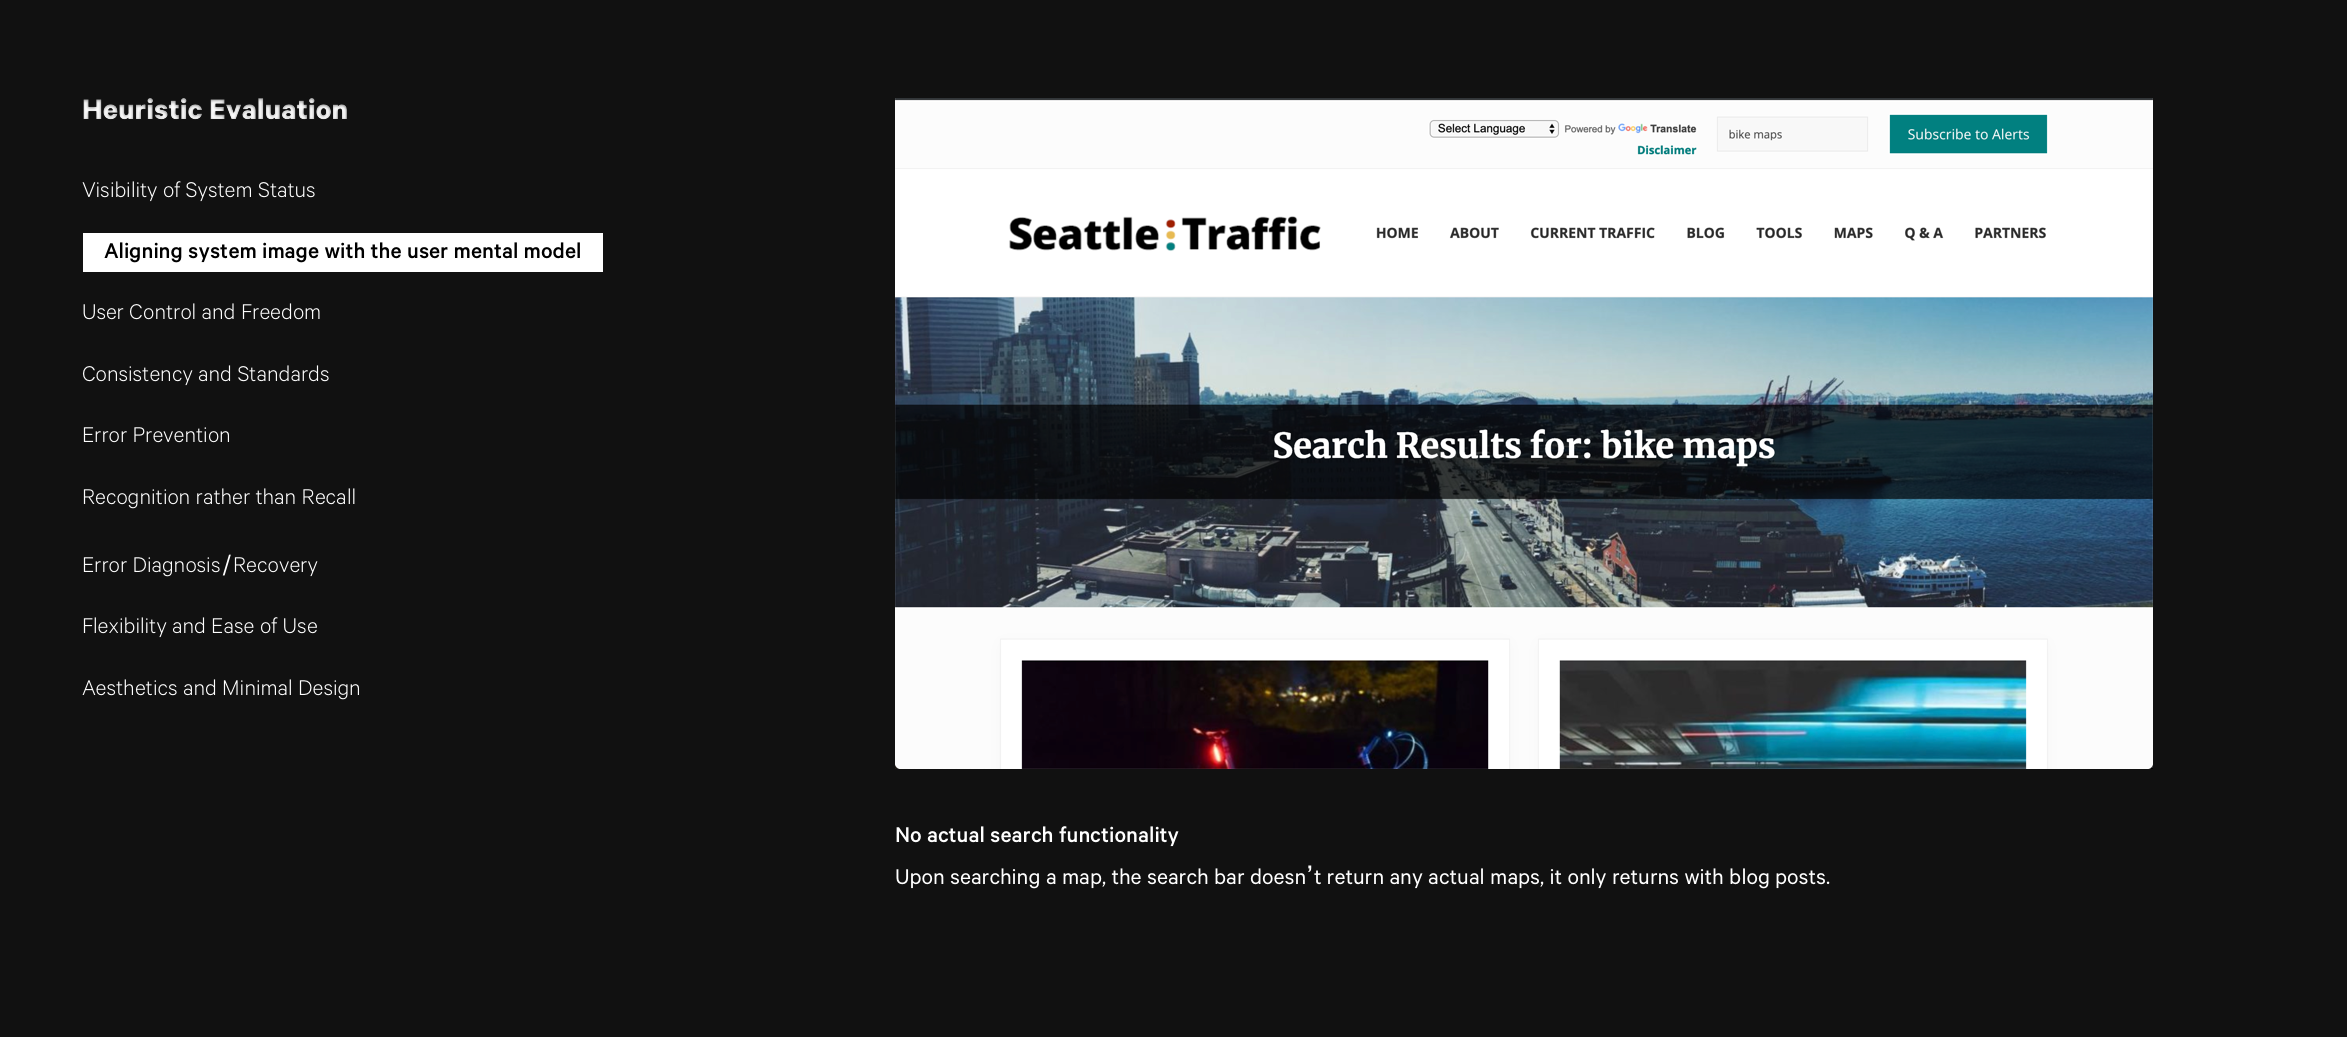 Heuristic Evaluation
Visibility of System Status
Aligning system image with the user mental model
User Control and Freedom
Consistency and Standards
Error Prevention
Recognition rather than Recall
Error Diagnosis/Recovery
Flexibility and Ease of Use
Aesthetics and Minimal Design
Select Language
Powered by Google Translate
Disclaimer
bike maps
Subscribe to Alerts
Seattle Traffic
HOME ABOUT CURRENT TRAFFIC BLOG TOOLS MAPS Q & A PARTNERS
Search Results for: bike maps
No actual search functionality
Upon searching a map, the search bar doesn’t return any actual maps, it only returns with blog posts.